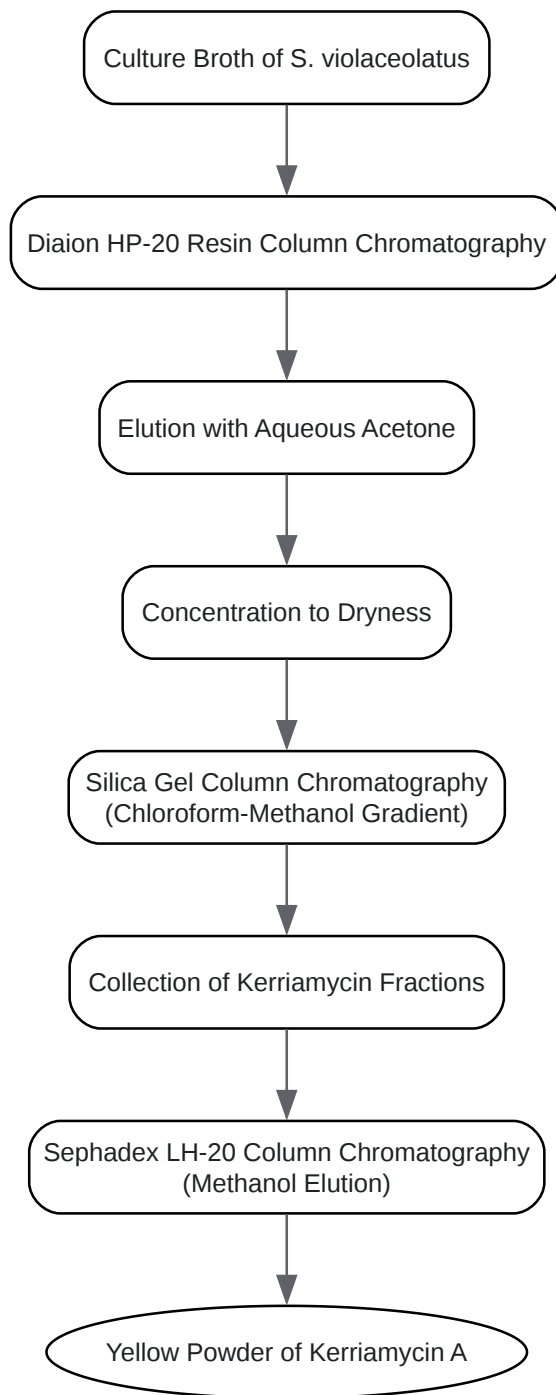 Culture Broth of S. violaceolatus
Diaion HP-20 Resin Column Chromatography
Elution with Aqueous Acetone
Concentration to Dryness
Silica Gel Column Chromatography
(Chloroform-Methanol Gradient)
Collection of Kerriamycin Fractions
Sephadex LH-20 Column Chromatography
(Methanol Elution)
Yellow Powder of Kerriamycin A